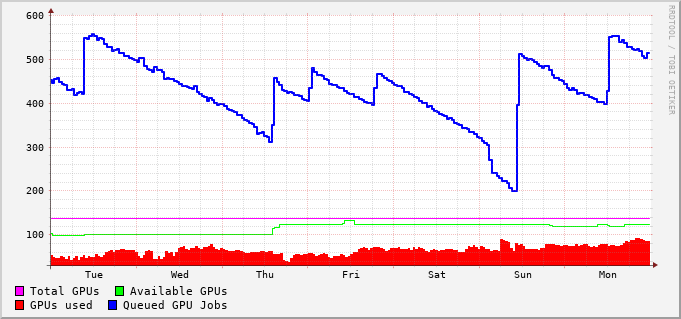 600
500
400
300
200
100
Tue Wed Thu Fri Sat Sun Mon
Total GPUs Available GPUs
GPUs used Queued GPU Jobs
RRDTOOL / TOBI OETIKER